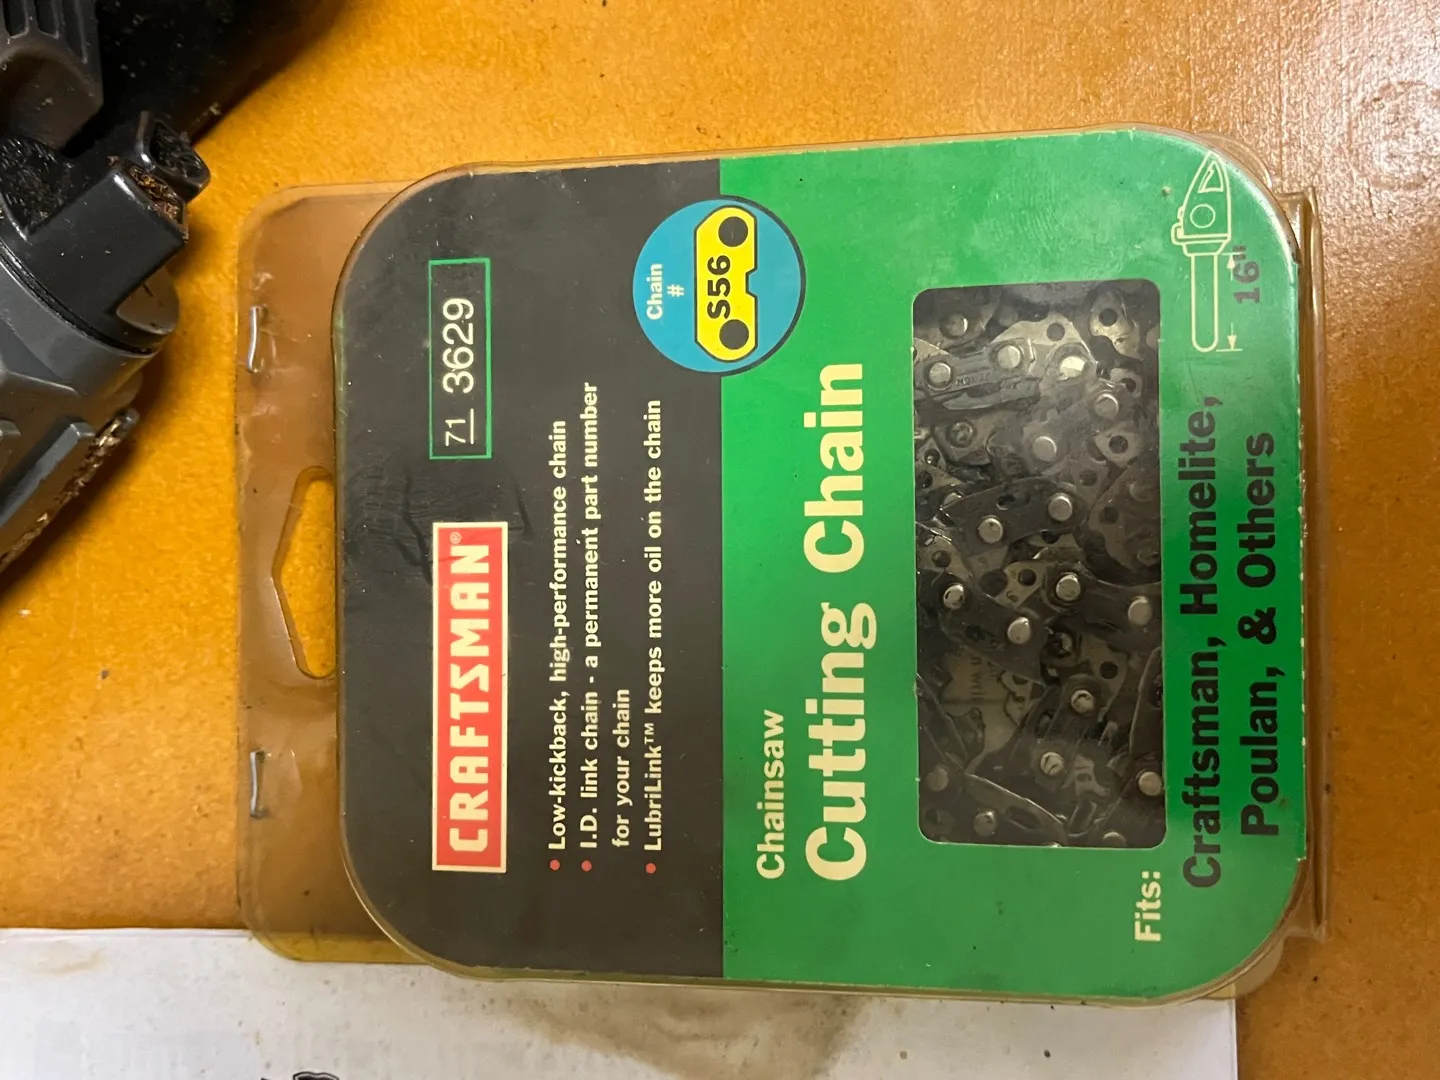 CRAFTSMAN®
71 3629
• Low-kickback, high-performance chain
• I.D. link chain - a permanent part number
for your chain
• LubriLink™ keeps more oil on the chain
Chain
#
S56
Chainsaw
Cutting Chain
Fits:
Craftsman, Homelite,
Poulan, & Others
16"